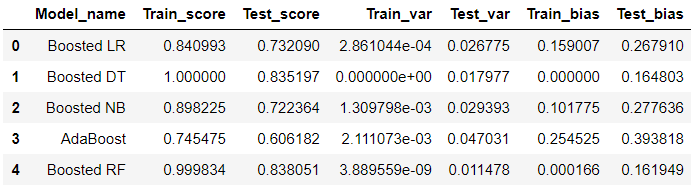 Model_name Train_score Test_score Train_var Test_var Train_bias Test_bias
0 Boosted LR 0.840993 0.732090 2.861044e-04 0.026775 0.159007 0.267910
1 Boosted DT 1.000000 0.835197 0.000000e+00 0.017977 0.000000 0.164803
2 Boosted NB 0.898225 0.722364 1.309798e-03 0.029393 0.101775 0.277636
3 AdaBoost 0.745475 0.606182 2.111073e-03 0.047031 0.254525 0.393818
4 Boosted RF 0.999834 0.838051 3.889559e-09 0.011478 0.000166 0.161949